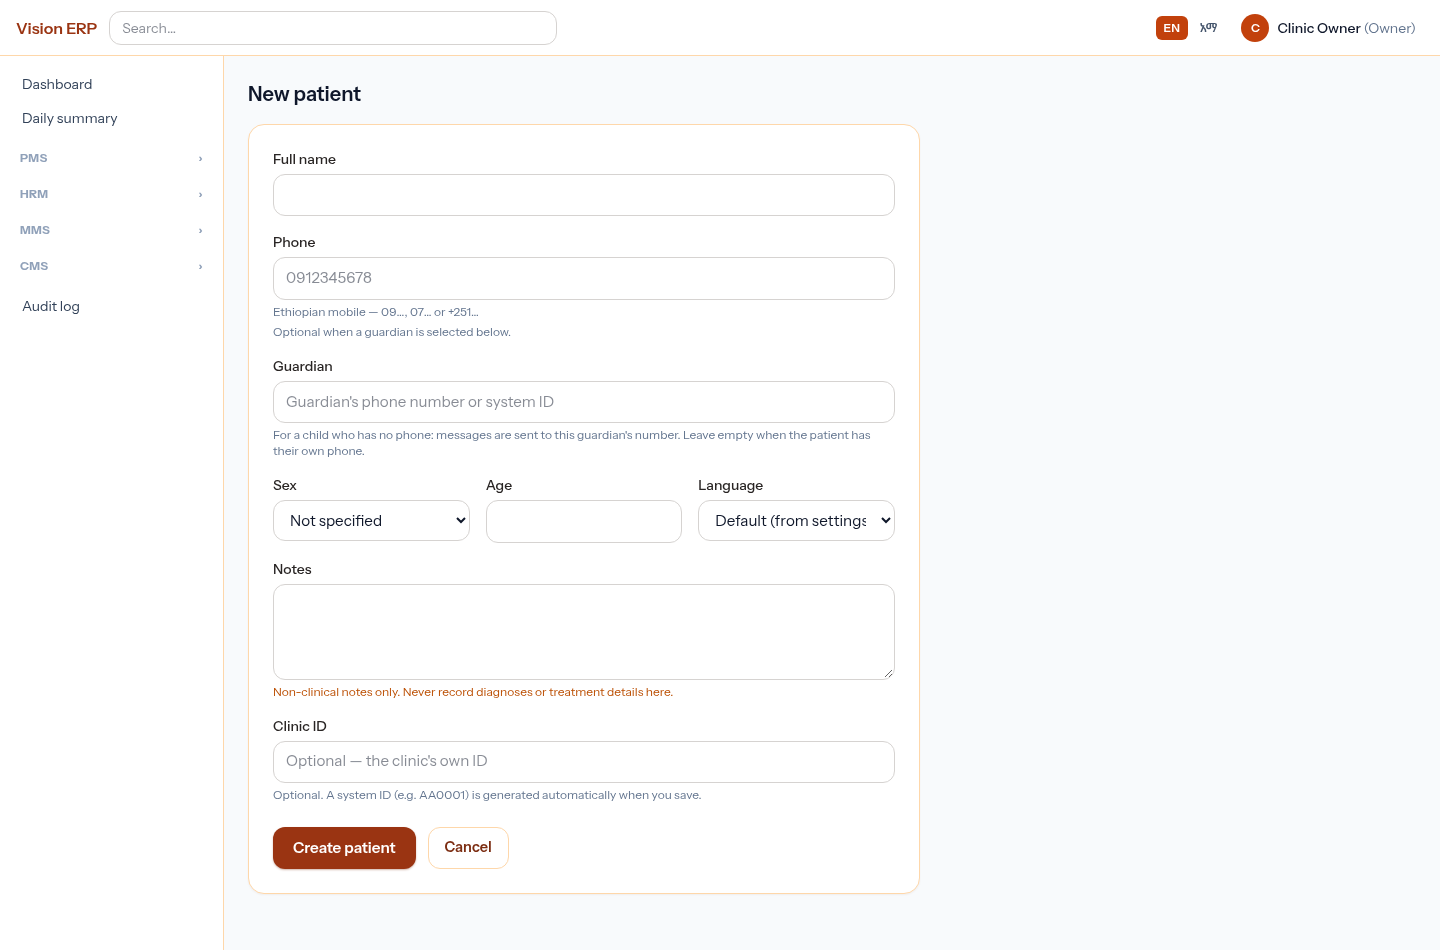 Vision ERP
Search...
EN
አማ
C
Clinic Owner (Owner)
Dashboard
Daily summary
PMS
HRM
MMS
CMS
Audit log
New patient
Full name
Phone
0912345678
Ethiopian mobile — 09..., 07... or +251...
Optional when a guardian is selected below.
Guardian
Guardian's phone number or system ID
For a child who has no phone: messages are sent to this guardian's number. Leave empty when the patient has
their own phone.
Sex
Age
Language
Not specified
Default (from settings
Notes
Non-clinical notes only. Never record diagnoses or treatment details here.
Clinic ID
Optional — the clinic's own ID
Optional. A system ID (e.g. AA0001) is generated automatically when you save.
Create patient
Cancel